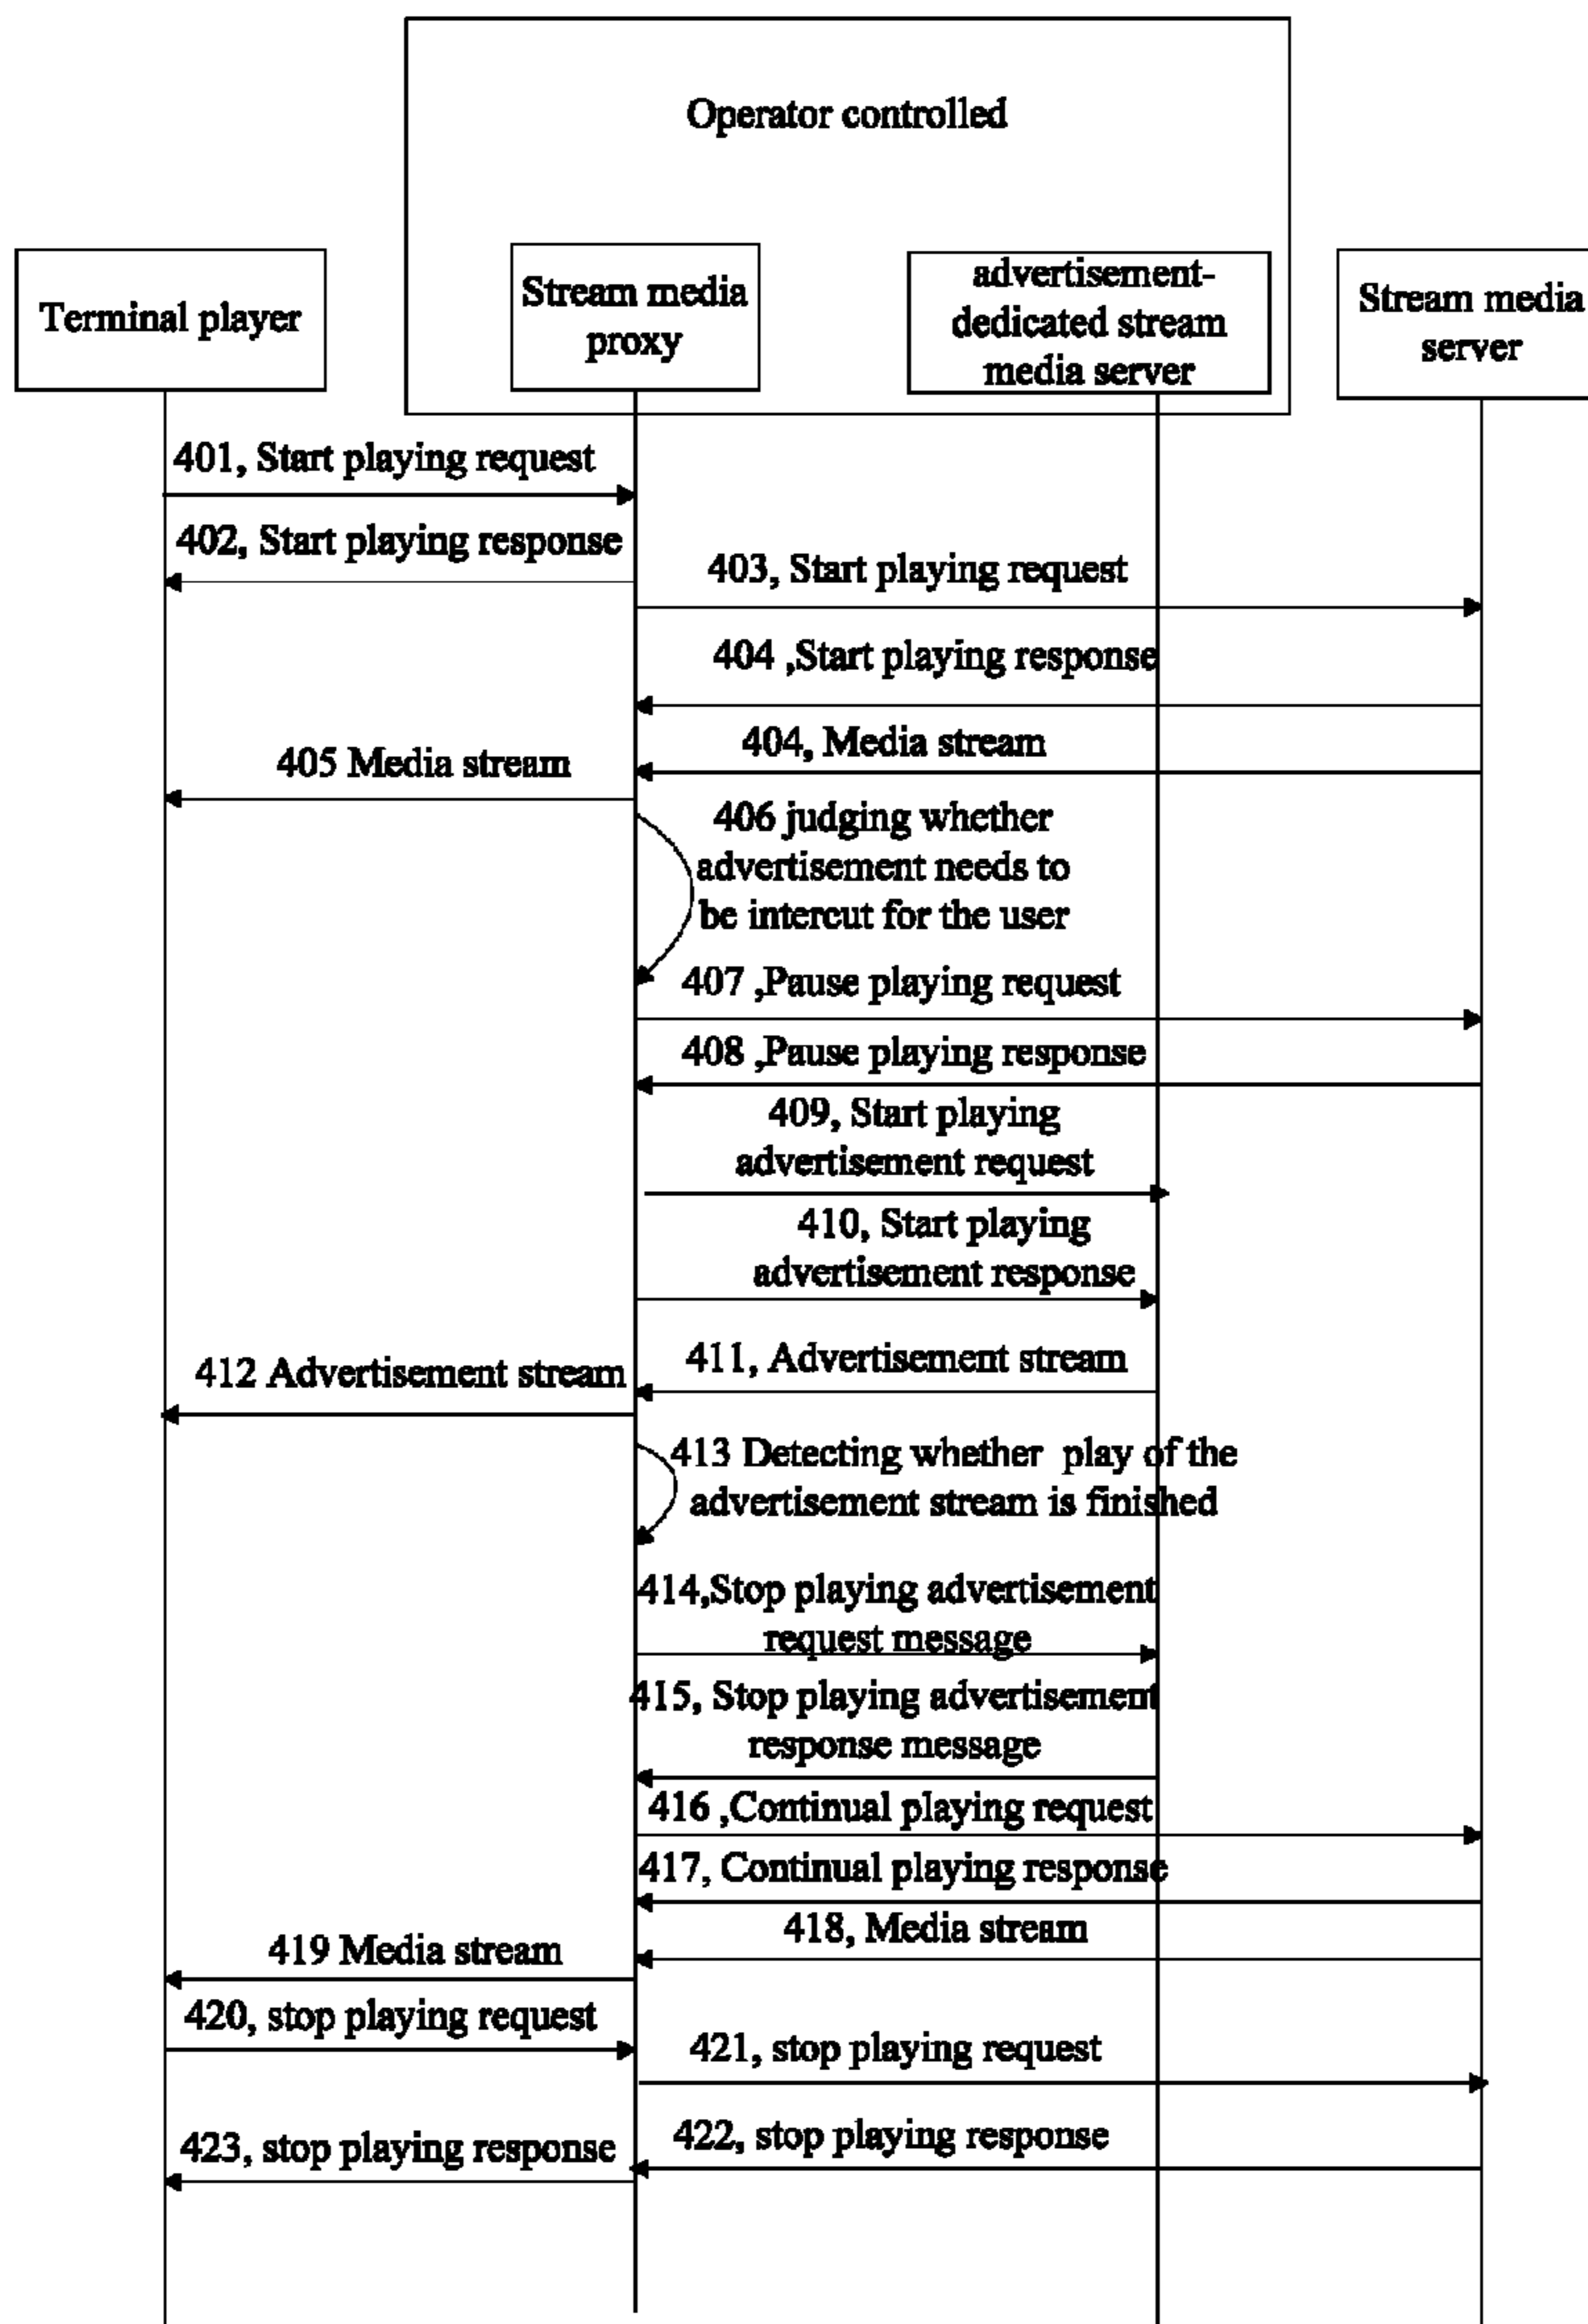 Operator controlled
Terminal player
Stream media
proxy
advertisement-
dedicated stream
media server
Stream media
server
401, Start playing request
402, Start playing response
403, Start playing request
404 ,Start playing response
404, Media stream
405 Media stream
406 judging whether
advertisement needs to
be intercut for the user
407 ,Pause playing request
408 ,Pause playing response
409, Start playing
advertisement request
410, Start playing
advertisement response
411, Advertisement stream
412 Advertisement stream
413 Detecting whether play of the
advertisement stream is finished
414,Stop playing advertisement
request message
415, Stop playing advertisement
response message
416 ,Continual playing request
417, Continual playing response
418, Media stream
419 Media stream
420, stop playing request
421, stop playing request
422, stop playing response
423, stop playing response